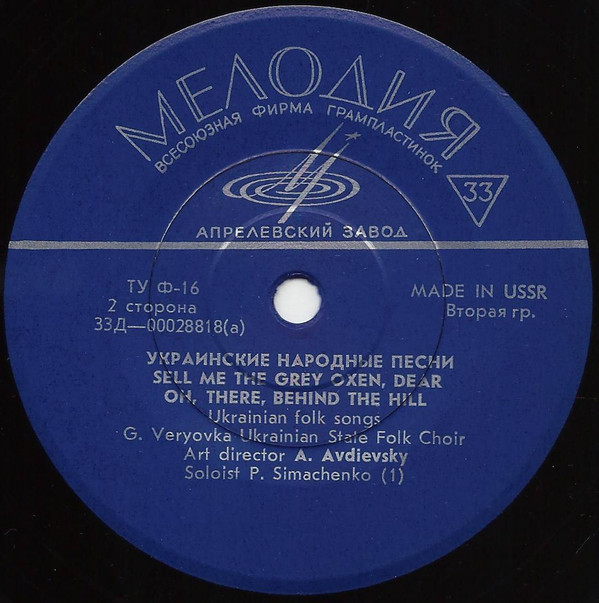 МЕЛОДИЯ
ВСЕСОЮЗНАЯ ФИРМА ГРАМПЛАСТИНОК
33
АПРЕЛЕВСКИЙ ЗАВОД
ТУ Ф-16
2 сторона
33Д—00028818(а)
MADE IN USSR
Вторая гр.
УКРАИНСКИЕ НАРОДНЫЕ ПЕСНИ
SELL ME THE GREY OXEN, DEAR
OH, THERE, BEHIND THE HILL
Ukrainian folk songs
G. Veryovka Ukrainian State Folk Choir
Art director A. Avdievsky
Soloist P. Simachenko (1)